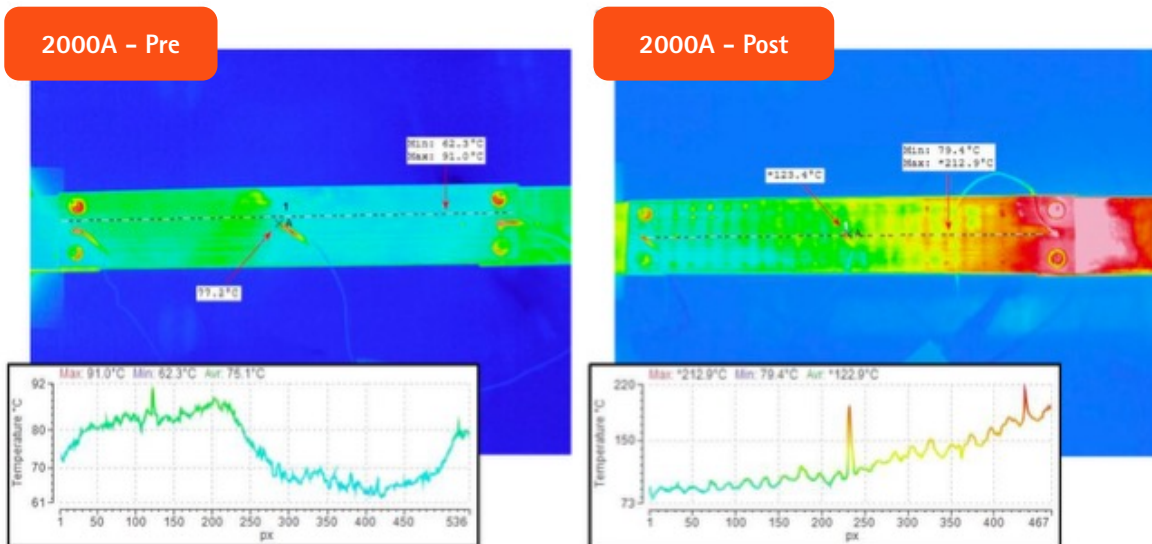 2000A – Pre
Min: 62.3°C
Max: 91.0°C
1
A
77.2°C
Max: 91.0°C Min: 62.3°C Avr: 75.1°C
Temperature °C
92
80
70
61
1 50 100 150 200 250 300 350 400 450 536
px
2000A – Post
Min: 79.4°C
Max: *212.9°C
*123.4°C
A
Max: *212.9°C Min: 79.4°C Avr: *122.9°C
Temperature °C
220
150
73
1 50 100 150 200 250 300 350 400 467
px